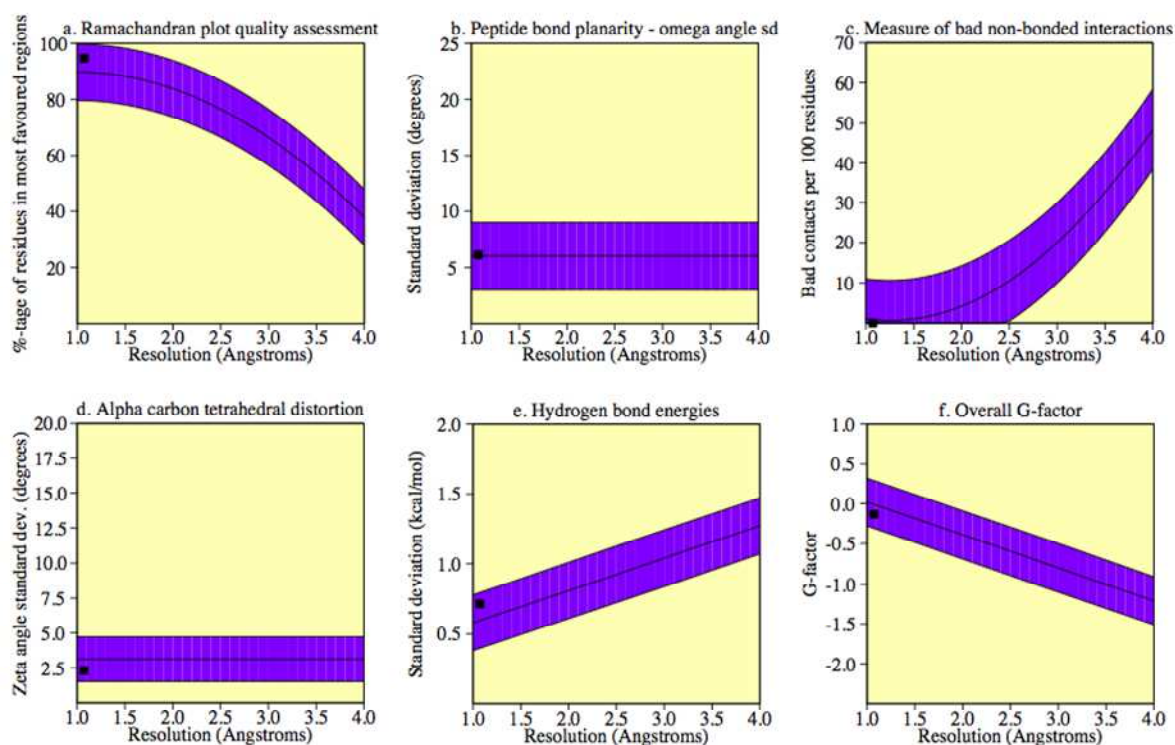 a. Ramachandran plot quality assessment
%-tage of residues in most favoured regions
100
80
60
40
20
1.0 1.5 2.0 2.5 3.0 3.5 4.0
Resolution (Angstroms)
b. Peptide bond planarity - omega angle sd
Standard deviation (degrees)
25
20
15
10
5
1.0 1.5 2.0 2.5 3.0 3.5 4.0
Resolution (Angstroms)
c. Measure of bad non-bonded interactions
Bad contacts per 100 residues
70
60
50
40
30
20
10
1.0 1.5 2.0 2.5 3.0 3.5 4.0
Resolution (Angstroms)
d. Alpha carbon tetrahedral distortion
Zeta angle standard dev. (degrees)
20.0
17.5
15.0
12.5
10.0
7.5
5.0
2.5
1.0 1.5 2.0 2.5 3.0 3.5 4.0
Resolution (Angstroms)
e. Hydrogen bond energies
Standard deviation (kcal/mol)
2.0
1.5
1.0
0.5
1.0 1.5 2.0 2.5 3.0 3.5 4.0
Resolution (Angstroms)
f. Overall G-factor
G-factor
1.0
0.5
0.0
-0.5
-1.0
-1.5
-2.0
1.0 1.5 2.0 2.5 3.0 3.5 4.0
Resolution (Angstroms)